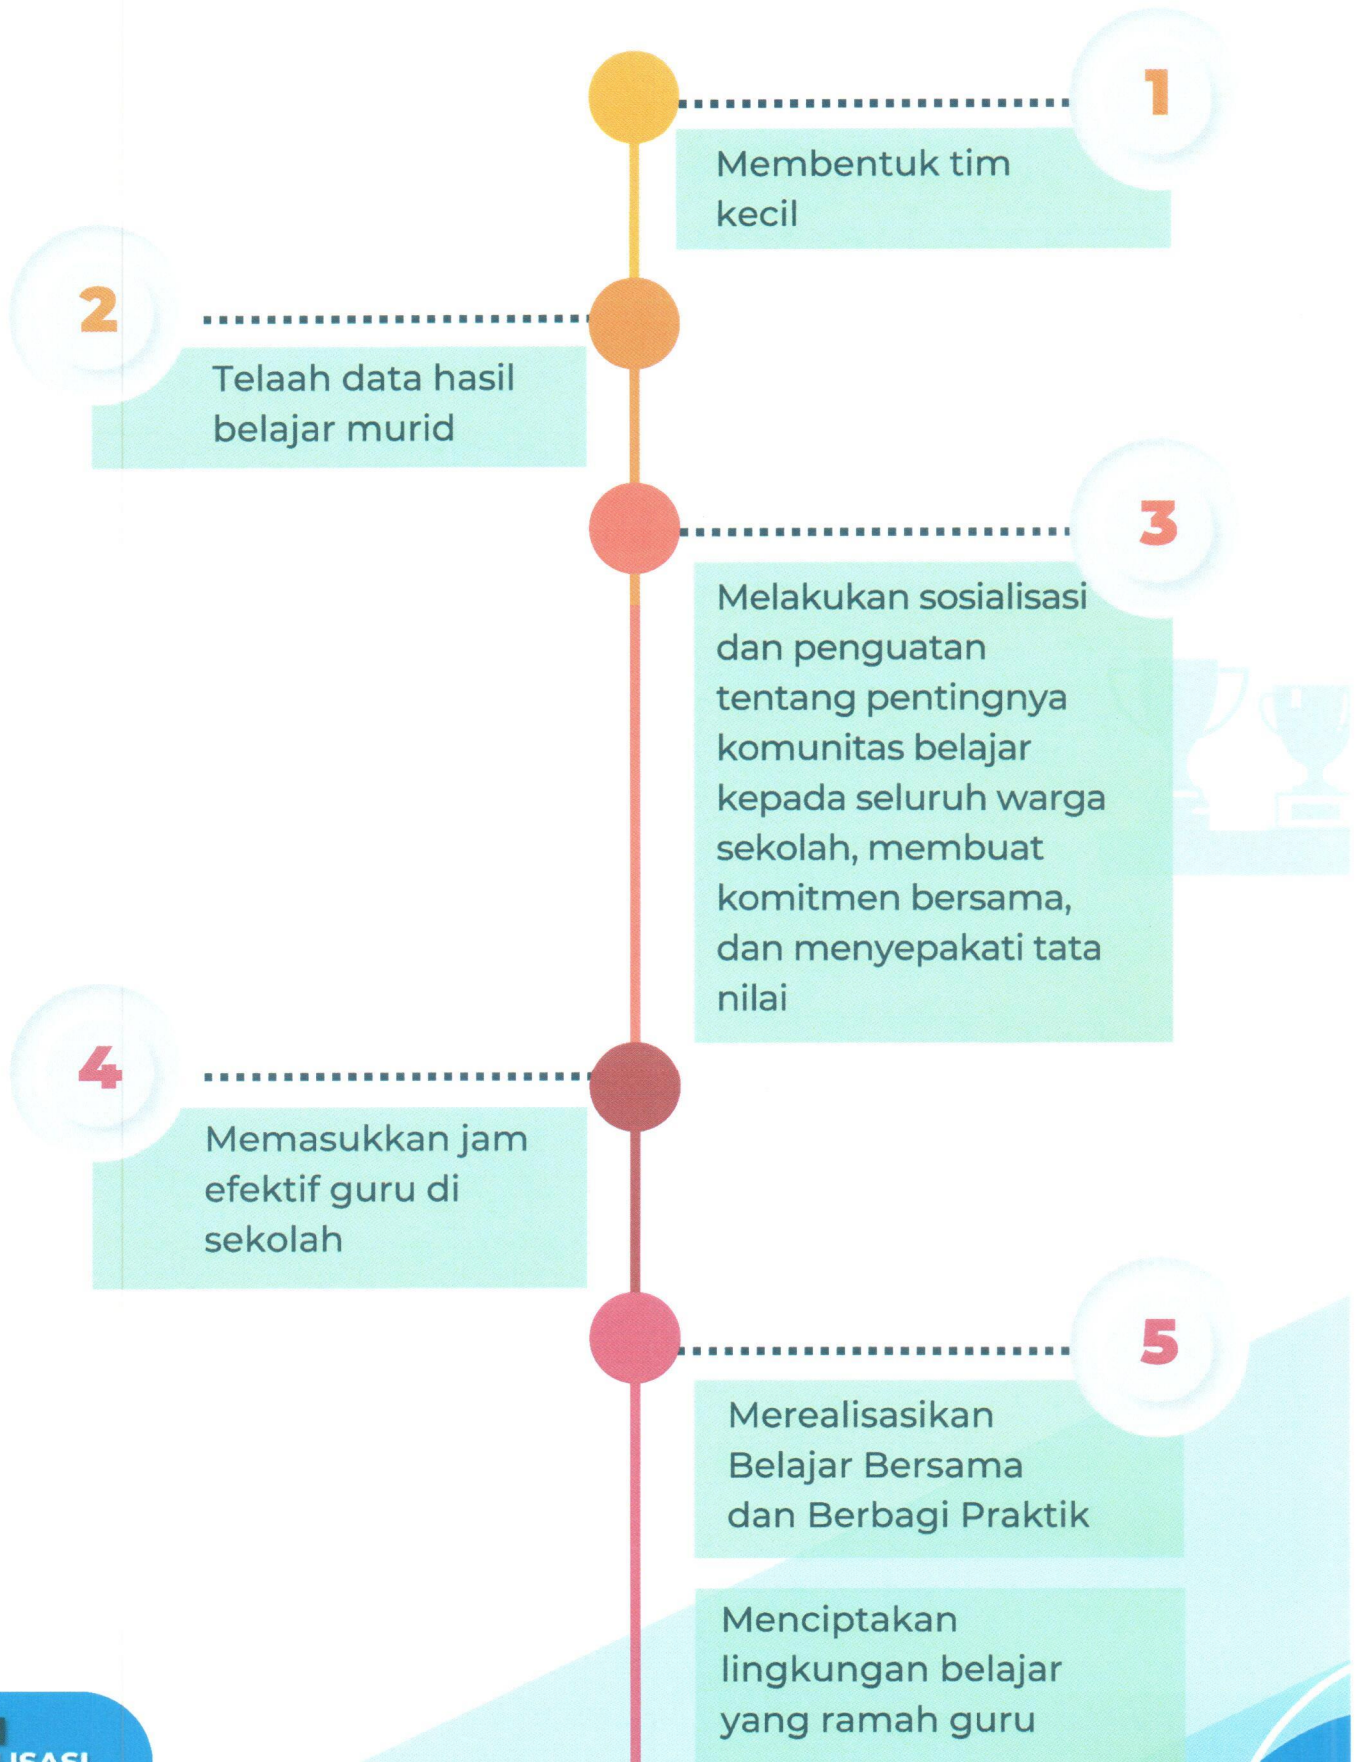 1
Membentuk tim
kecil
2
Telaah data hasil
belajar murid
3
Melakukan sosialisasi
dan penguatan
tentang pentingnya
komunitas belajar
kepada seluruh warga
sekolah, membuat
komitmen bersama,
dan menyepakati tata
nilai
4
Memasukkan jam
efektif guru di
sekolah
5
Merealisasikan
Belajar Bersama
dan Berbagi Praktik
Menciptakan
lingkungan belajar
yang ramah guru